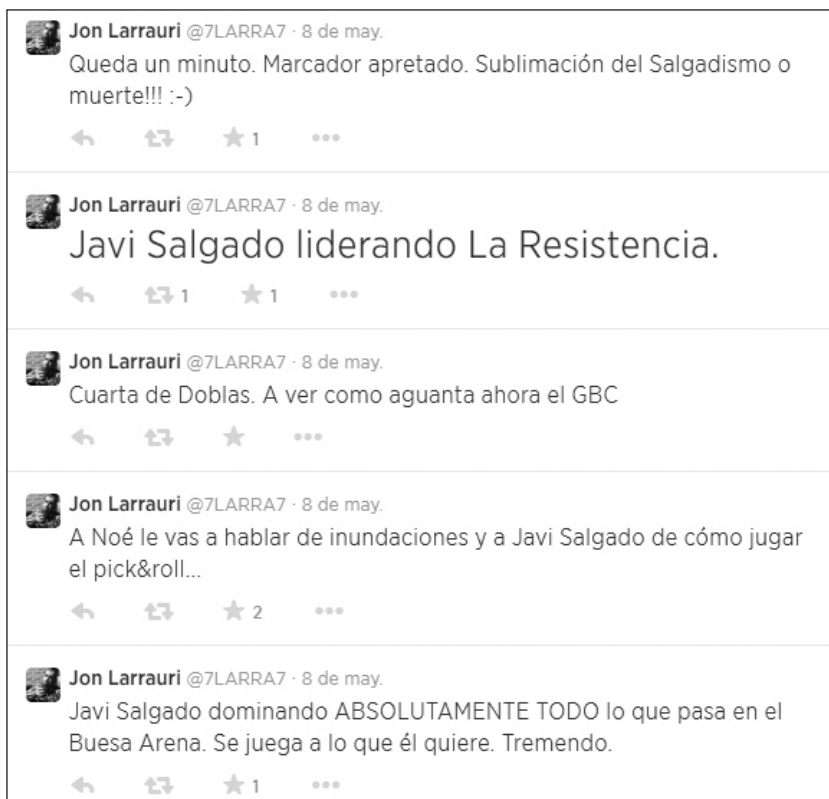 Jon Larrauri @7LARRA7 · 8 de may.
Queda un minuto. Marcador apretado. Sublimación del Salgadismo o
muerte!!! :-)
1
Jon Larrauri @7LARRA7 · 8 de may.
Javi Salgado liderando La Resistencia.
1 1
Jon Larrauri @7LARRA7 · 8 de may.
Cuarta de Doblas. A ver como aguanta ahora el GBC
Jon Larrauri @7LARRA7 · 8 de may.
A Noé le vas a hablar de inundaciones y a Javi Salgado de cómo jugar
el pick&roll...
2
Jon Larrauri @7LARRA7 · 8 de may.
Javi Salgado dominando ABSOLUTAMENTE TODO lo que pasa en el
Buesa Arena. Se juega a lo que él quiere. Tremendo.
1